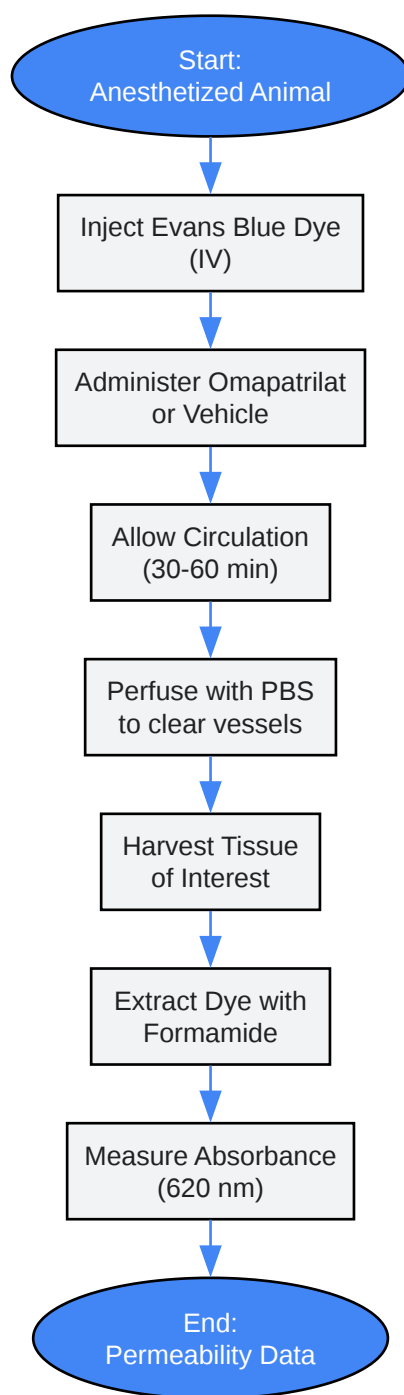 Start:
Anesthetized Animal
Inject Evans Blue Dye
(IV)
Administer Omapatrilat
or Vehicle
Allow Circulation
(30-60 min)
Perfuse with PBS
to clear vessels
Harvest Tissue
of Interest
Extract Dye with
Formamide
Measure Absorbance
(620 nm)
End:
Permeability Data